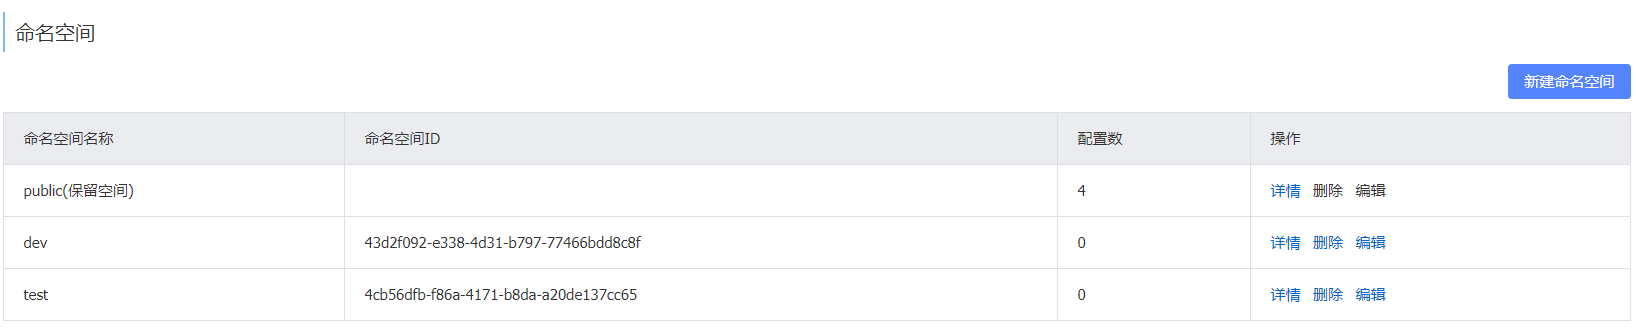 命名空间
新建命名空间
命名空间名称 命名空间ID 配置数 操作
public(保留空间) 4 详情 删除 编辑
dev 43d2f092-e338-4d31-b797-77466bdd8c8f 0 详情 删除 编辑
test 4cb56dfb-f86a-4171-b8da-a20de137cc65 0 详情 删除 编辑